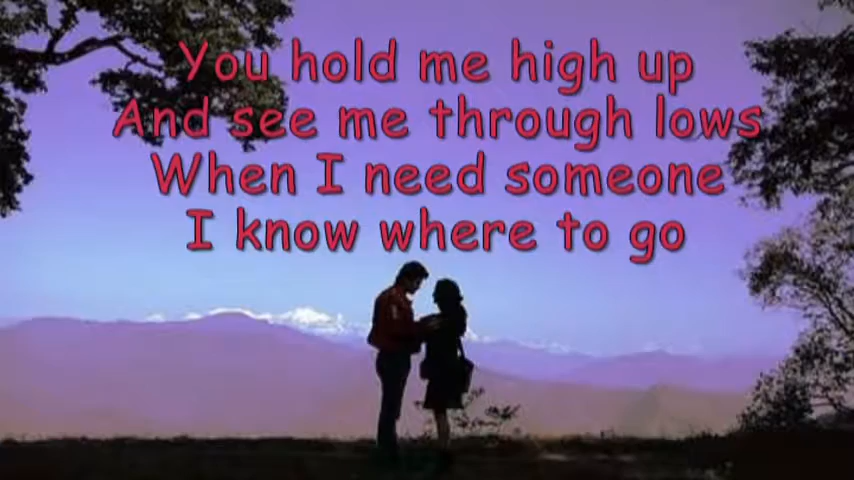 You hold me high up
And see me through lows
When I need someone
I know where to go